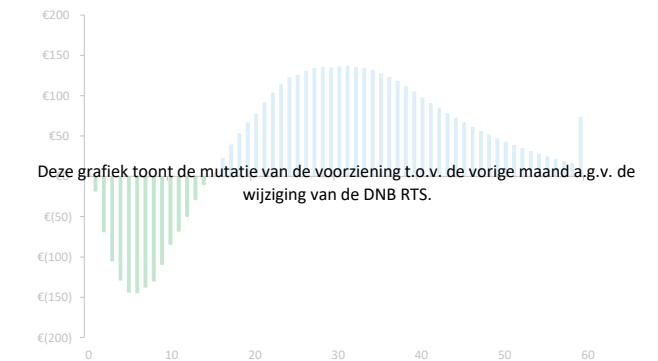 €200
€150
€100
€50
Deze grafiek toont de mutatie van de voorziening t.o.v. de vorige maand a.g.v. de
wijziging van de DNB RTS.
€(50)
€(100)
€(150)
€(200)
0 10 20 30 40 50 60